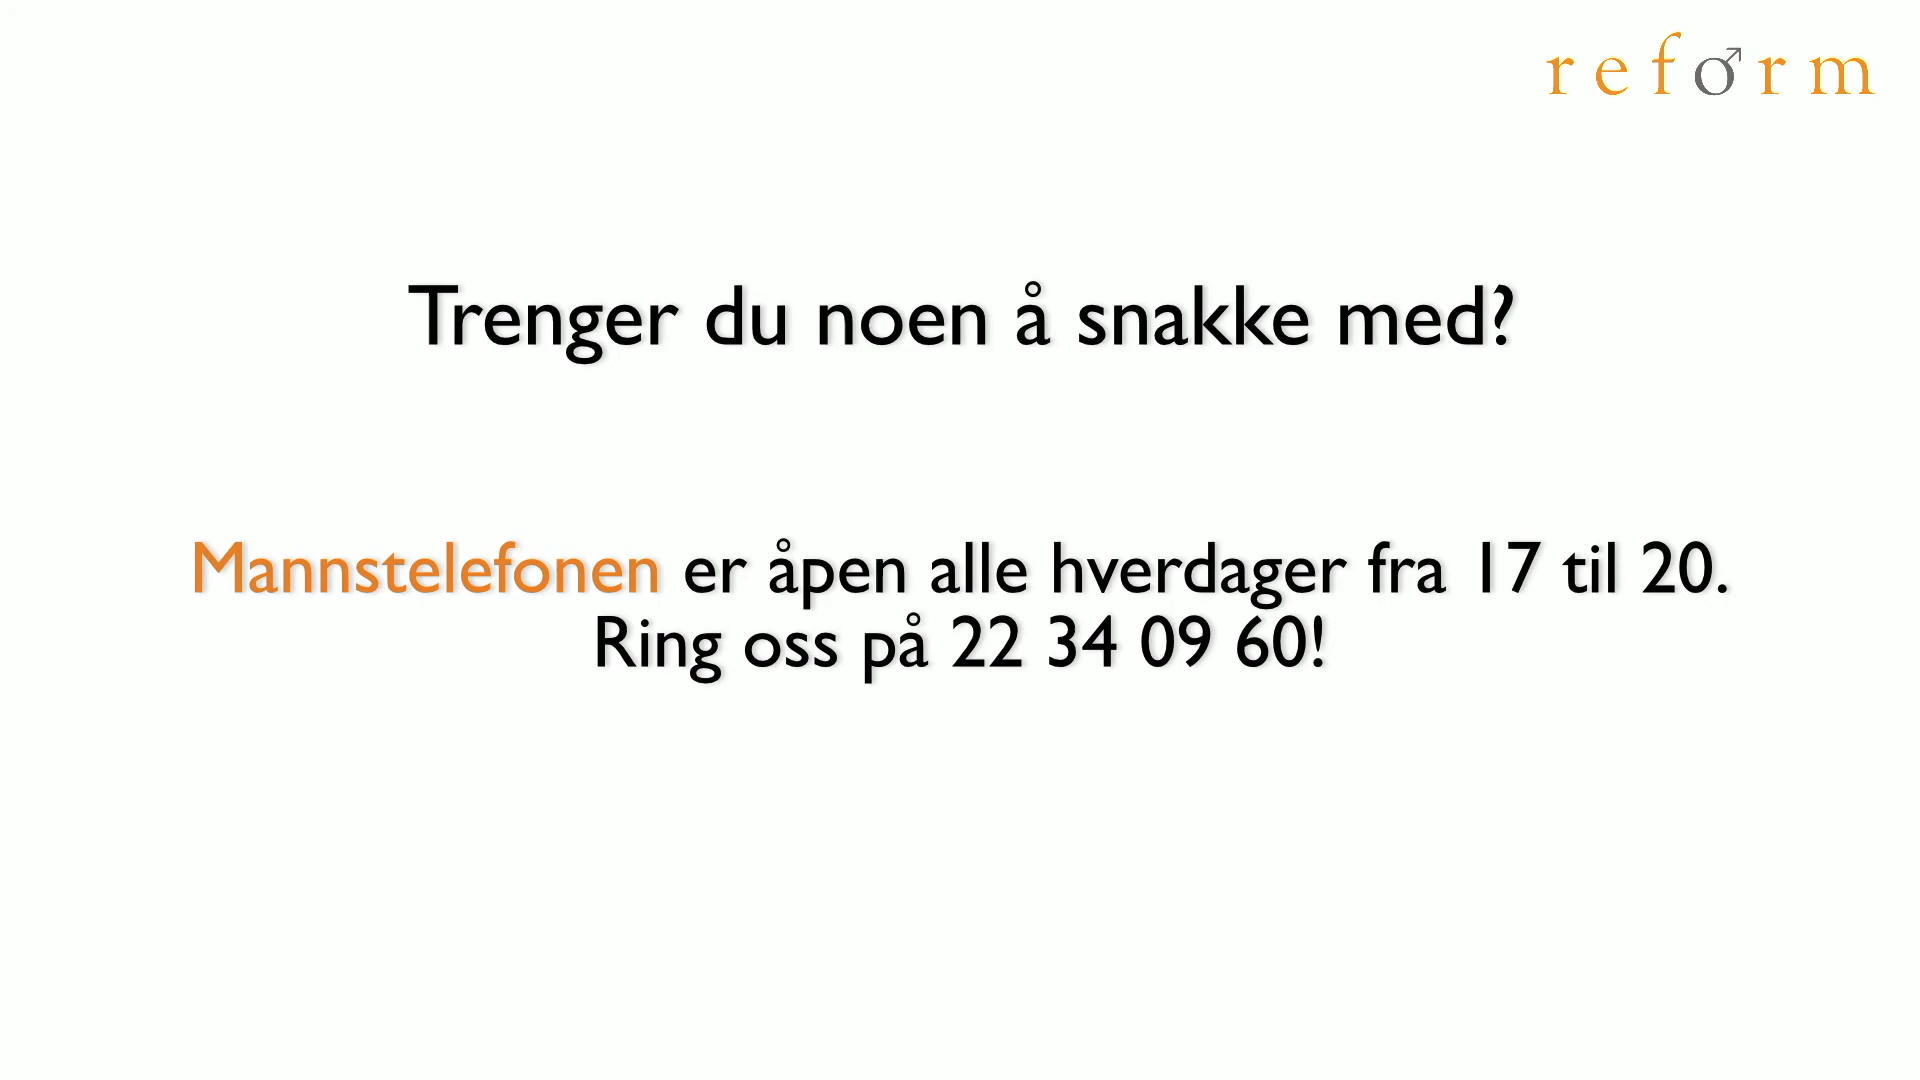 reform
Trenger du noen å snakke med?
Mannstelefonen er åpen alle hverdager fra 17 til 20.
Ring oss på 22 34 09 60!